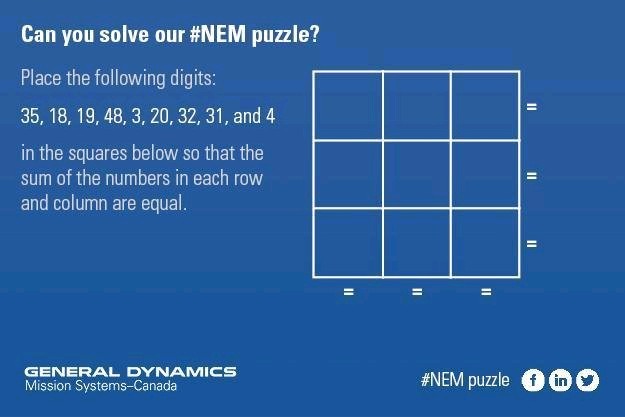 Can you solve our #NEM puzzle?
Place the following digits:
35, 18, 19, 48, 3, 20, 32, 31, and 4
in the squares below so that the
sum of the numbers in each row
and column are equal.
=
=
=
= = =
GENERAL DYNAMICS
Mission Systems–Canada
#NEM puzzle f in